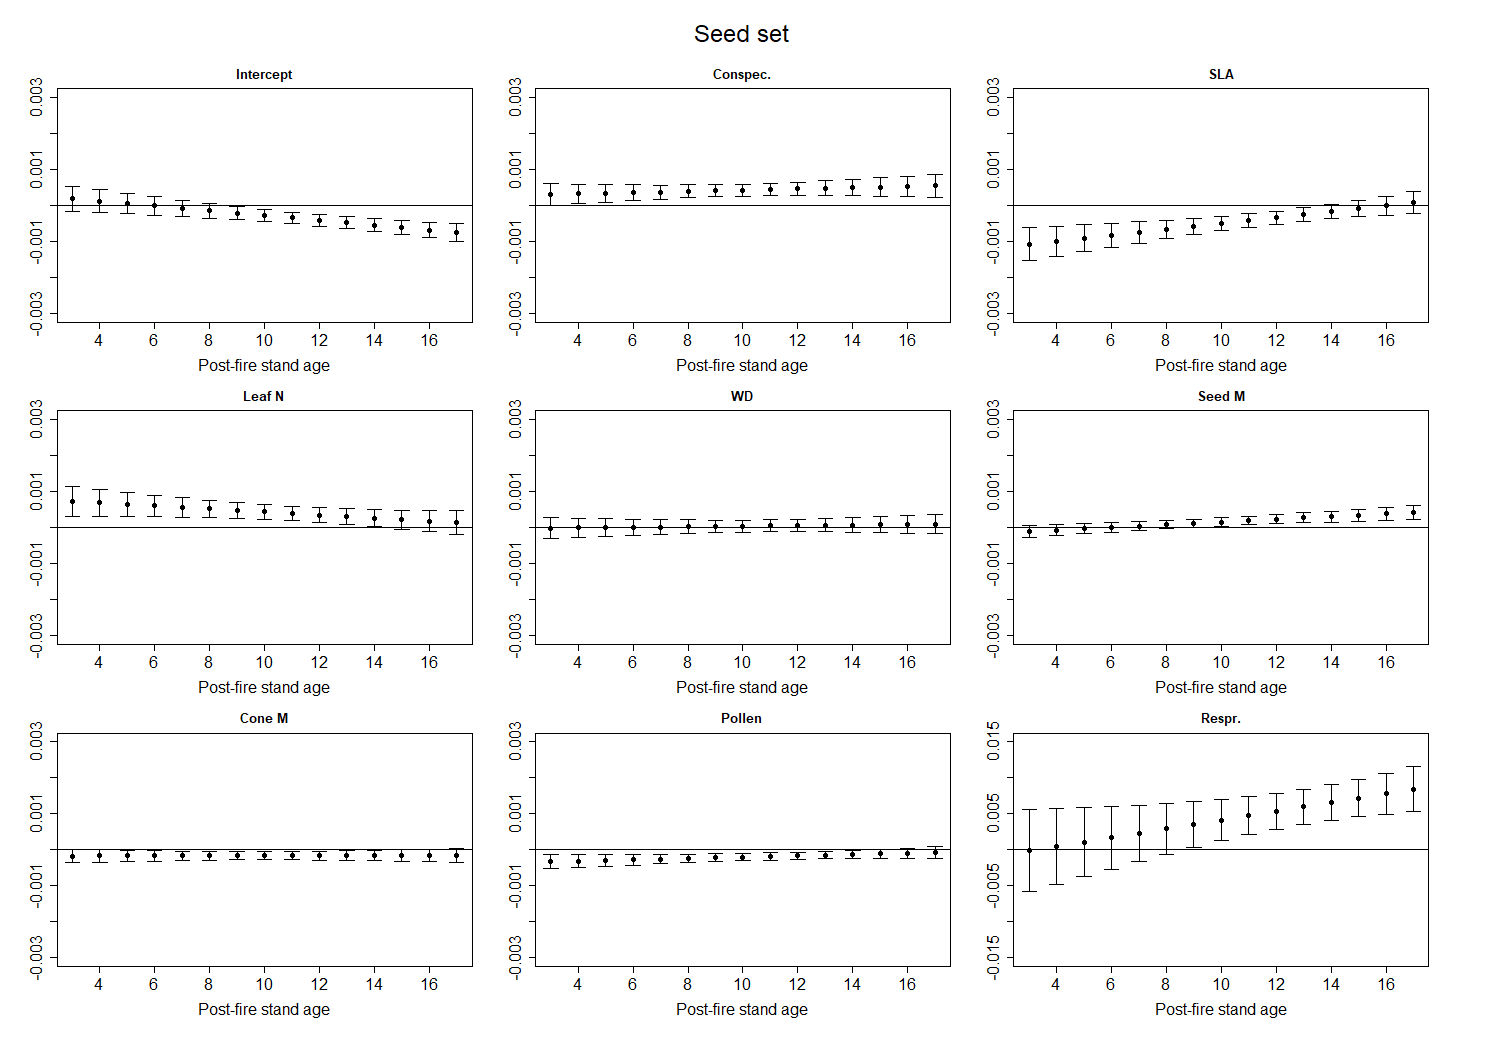 Seed set
Intercept
0.003
0.001
-0.001
-0.003
4 6 8 10 12 14 16
Post-fire stand age
Conspec.
0.003
0.001
-0.001
-0.003
4 6 8 10 12 14 16
Post-fire stand age
SLA
0.003
0.001
-0.001
-0.003
4 6 8 10 12 14 16
Post-fire stand age
Leaf N
0.003
0.001
-0.001
-0.003
4 6 8 10 12 14 16
Post-fire stand age
WD
0.003
0.001
-0.001
-0.003
4 6 8 10 12 14 16
Post-fire stand age
Seed M
0.003
0.001
-0.001
-0.003
4 6 8 10 12 14 16
Post-fire stand age
Cone M
0.003
0.001
-0.001
-0.003
4 6 8 10 12 14 16
Post-fire stand age
Pollen
0.003
0.001
-0.001
-0.003
4 6 8 10 12 14 16
Post-fire stand age
Respr.
0.015
0.005
-0.005
-0.015
4 6 8 10 12 14 16
Post-fire stand age